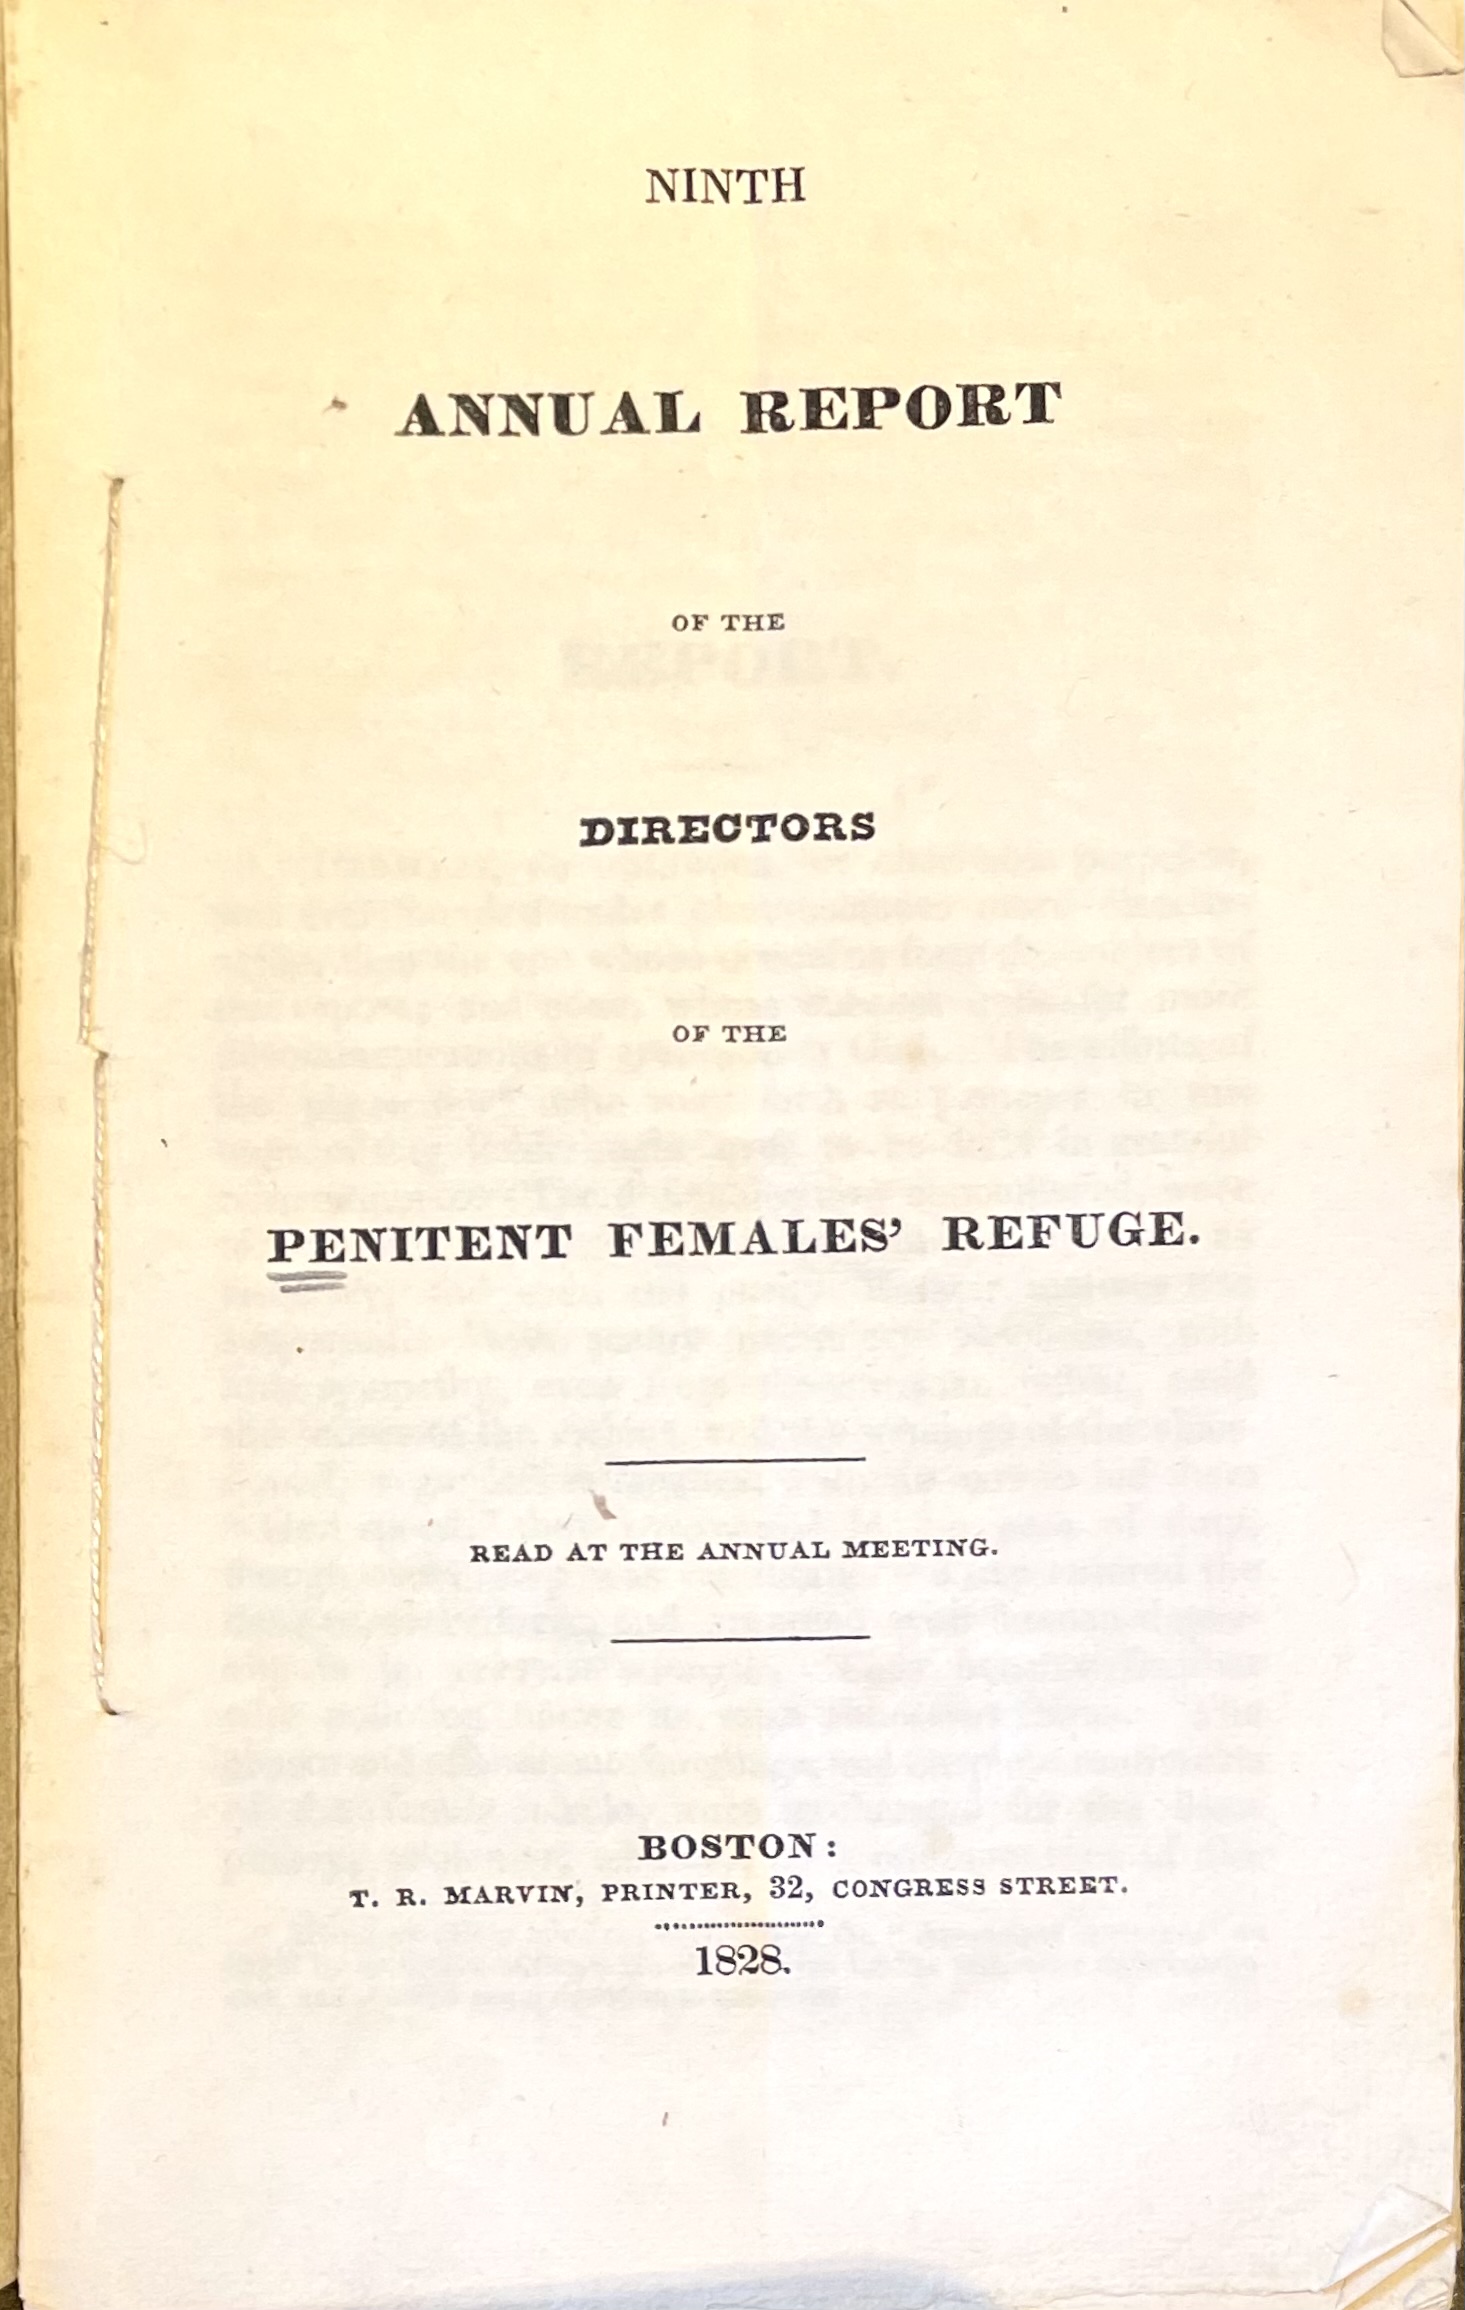 NINTH
ANNUAL REPORT
OF THE
DIRECTORS
OF THE
PENITENT FEMALES' REFUGE.
READ AT THE ANNUAL MEETING.
BOSTON:
T. R. MARVIN, PRINTER, 32, CONGRESS STREET.
1828.